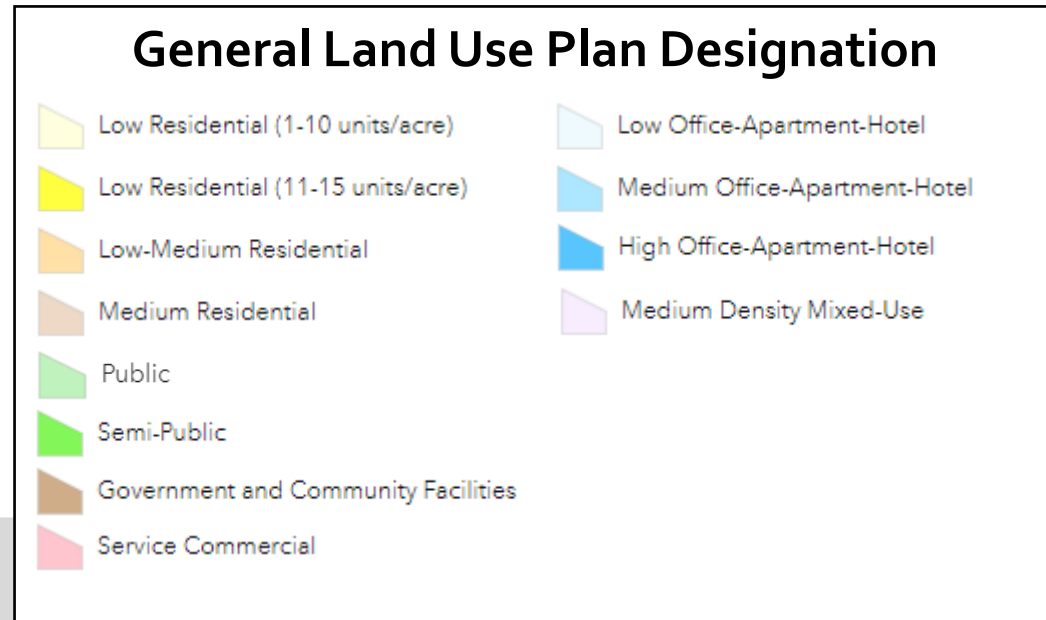 General Land Use Plan Designation
Low Residential (1-10 units/acre)
Low Residential (11-15 units/acre)
Low-Medium Residential
Medium Residential
Public
Semi-Public
Government and Community Facilities
Service Commercial
Low Office-Apartment-Hotel
Medium Office-Apartment-Hotel
High Office-Apartment-Hotel
Medium Density Mixed-Use